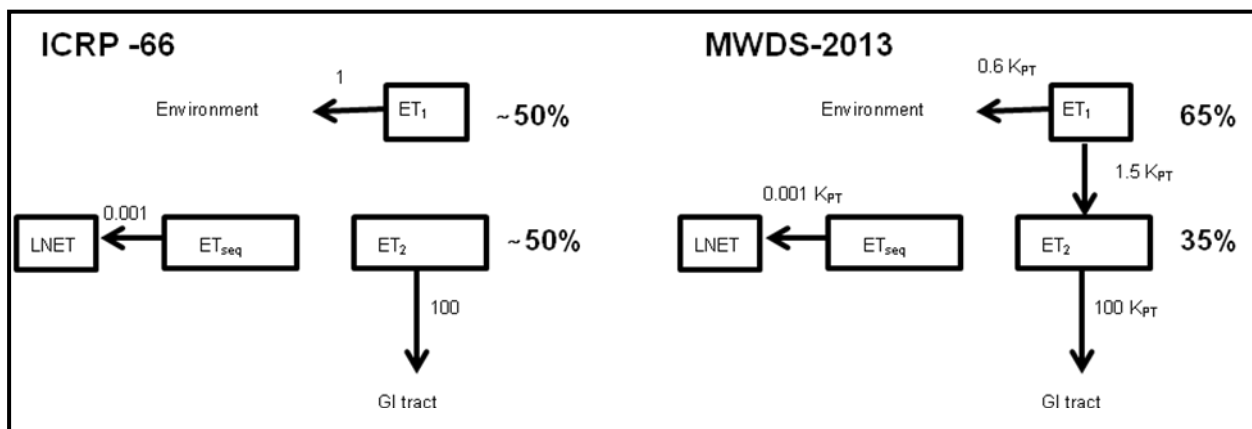 ICRP -66
1
Environment
ET₁
~50%
0.001
LNET
ETseq
ET₂
~50%
100
GI tract
MWDS-2013
0.6 KPT
Environment
ET₁
65%
1.5 KPT
0.001 KPT
LNET
ETseq
ET₂
35%
100 KPT
GI tract